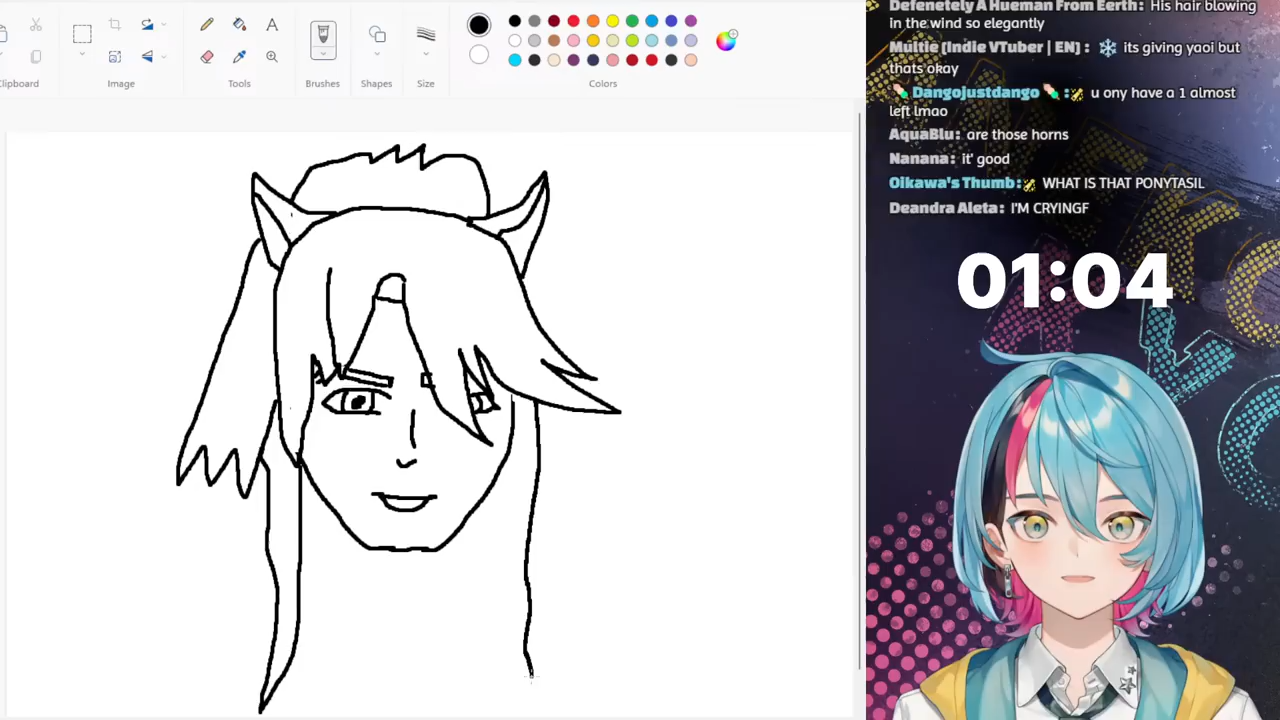 Clipboard
Image
Tools
Brushes
Shapes
Size
Colors
Defenetely A Hueman From Eerth: His hair blowing
in the wind so elegantly
Multie (Indie VTuber | EN) : its giving yaoi but
thats okay
Dangojustdango : u ony have a 1 almost
left lmao
AquaBlu: are those horns
Nanana: it' good
Oikawa's Thumb: WHAT IS THAT PONYTASIL
Deandra Aleta: I'M CRYINGF
01:04